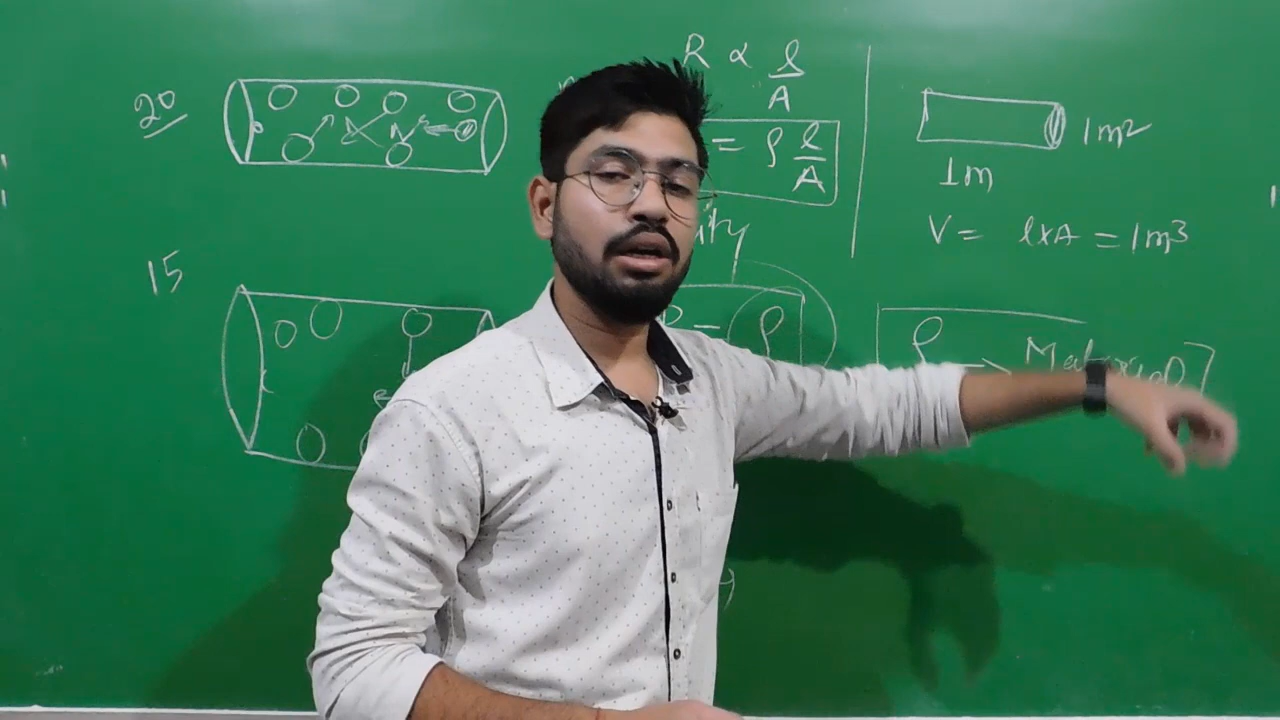 20
R ∝ l/A
= ρ l/A
1m²
1m
V = l×A = 1m³
15
ρ
ρ → Material